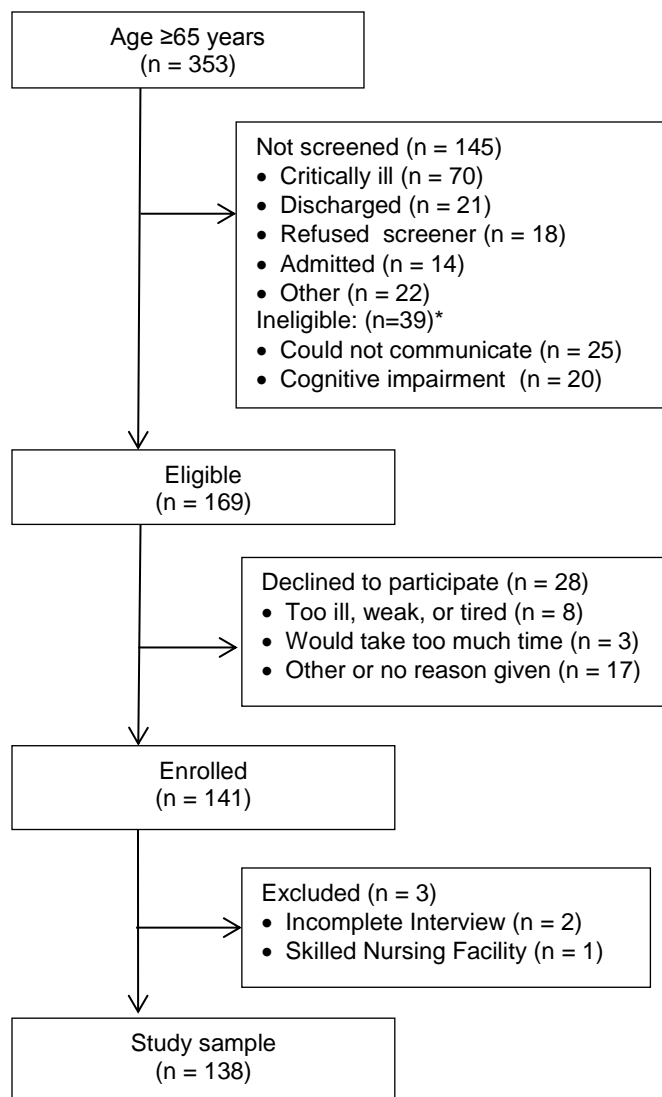 Age ≥65 years
(n = 353)
Not screened (n = 145)
• Critically ill (n = 70)
• Discharged (n = 21)
• Refused  screener (n = 18)
• Admitted (n = 14)
• Other (n = 22)
Ineligible: (n=39)*
• Could not communicate (n = 25)
• Cognitive impairment  (n = 20)
Eligible
(n = 169)
Declined to participate (n = 28)
• Too ill, weak, or tired (n = 8)
• Would take too much time (n = 3)
• Other or no reason given (n = 17)
Enrolled
(n = 141)
Excluded (n = 3)
• Incomplete Interview (n = 2)
• Skilled Nursing Facility (n = 1)
Study sample
(n = 138)